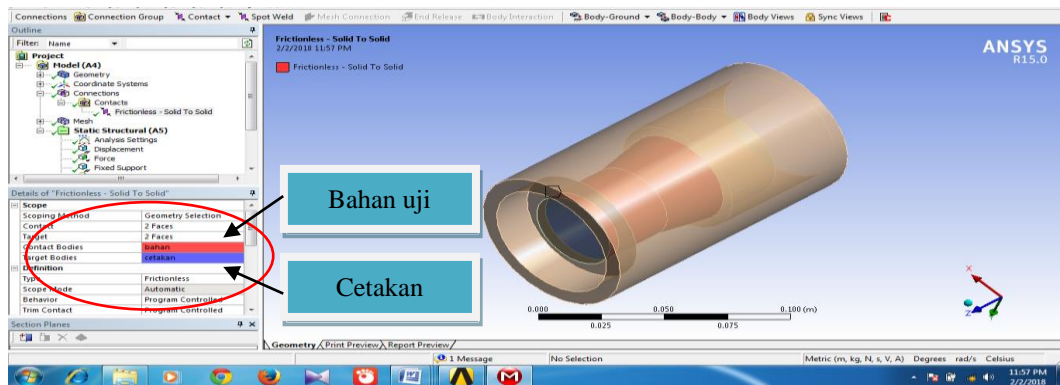 Connections Connection Group Contact Spot Weld Mesh Connection End Release Body Interaction Body-Ground Body-Body Body Views Sync Views
Outline
Filter: Name
Project
Model (A4)
Geometry
Coordinate Systems
Connections
Contacts
Frictionless - Solid To Solid
Mesh
Static Structural (A5)
Analysis Settings
Displacement
Force
Fixed Support
Details of "Frictionless - Solid To Solid"
Scope
Scoping Method Geometry Selection
Contact 2 Faces
Target 2 Faces
Contact Bodies bahan
Target Bodies cetakan
Definition
Type Frictionless
Scope Mode Automatic
Behavior Program Controlled
Trim Contact Program Controlled
Section Planes
Frictionless - Solid To Solid
2/2/2018 11:57 PM
Frictionless - Solid To Solid
ANSYS
R15.0
Bahan uji
Cetakan
0.000 0.050 0.100 (m)
0.025 0.075
X
Z
Geometry Print Preview Report Preview
1 Message No Selection Metric (m, kg, N, s, V, A) Degrees rad/s Celsius
11:57 PM
2/2/2018